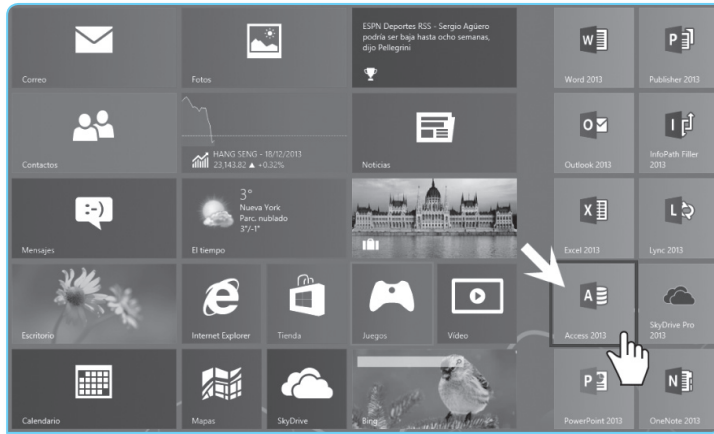 Correo
Fotos
ESPN Deportes RSS - Sergio Agüero
podría ser baja hasta ocho semanas,
dijo Pellegrini
Word 2013
Publisher 2013
Contactos
HANG SENG - 18/12/2013
23,143.82 ▲ +0.32%
Noticias
Outlook 2013
InfoPath Filler
2013
Mensajes
3°
Nueva York
Parc. nublado
3°/-1°
El tiempo
Excel 2013
Lync 2013
Escritorio
Internet Explorer
Tienda
Juegos
Vídeo
Access 2013
SkyDrive Pro
2013
Calendario
Mapas
SkyDrive
Bing
PowerPoint 2013
OneNote 2013